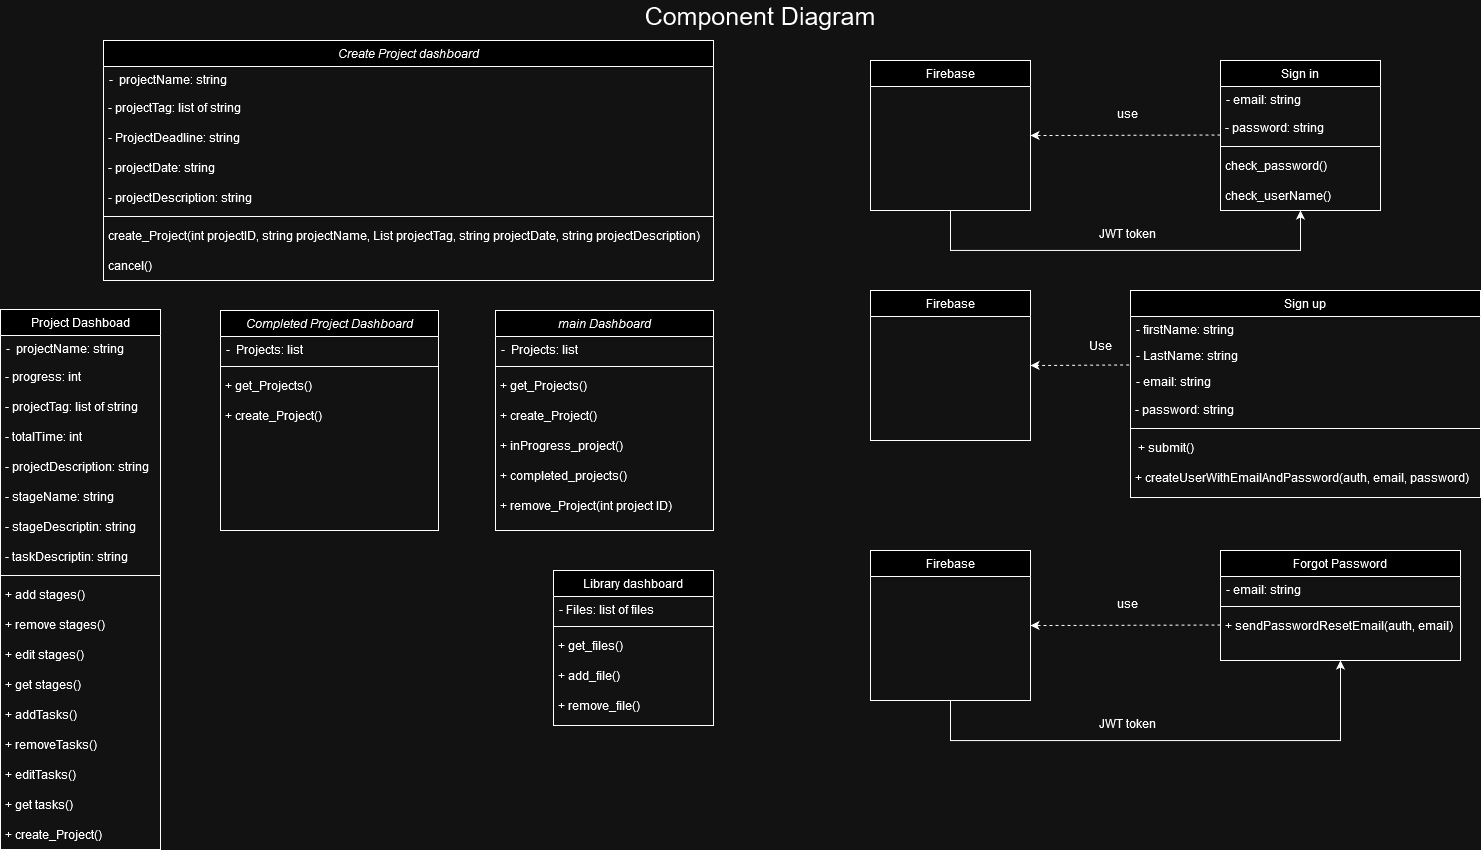 Component Diagram
Create Project dashboard
- projectName: string
- projectTag: list of string
- ProjectDeadline: string
- projectDate: string
- projectDescription: string
create_Project(int projectID, string projectName, List projectTag, string projectDate, string projectDescription)
cancel()
Firebase
use
Sign in
- email: string
- password: string
check_password()
check_userName()
JWT token
Project Dashboad
- projectName: string
- progress: int
- projectTag: list of string
- totalTime: int
- projectDescription: string
- stageName: string
- stageDescriptin: string
- taskDescriptin: string
+ add stages()
+ remove stages()
+ edit stages()
+ get stages()
+ addTasks()
+ removeTasks()
+ editTasks()
+ get tasks()
+ create_Project()
Completed Project Dashboard
- Projects: list
+ get_Projects()
+ create_Project()
main Dashboard
- Projects: list
+ get_Projects()
+ create_Project()
+ inProgress_project()
+ completed_projects()
+ remove_Project(int project ID)
Library dashboard
- Files: list of files
+ get_files()
+ add_file()
+ remove_file()
Firebase
Use
Sign up
- firstName: string
- LastName: string
- email: string
- password: string
+ submit()
+ createUserWithEmailAndPassword(auth, email, password)
Firebase
use
Forgot Password
- email: string
+ sendPasswordResetEmail(auth, email)
JWT token